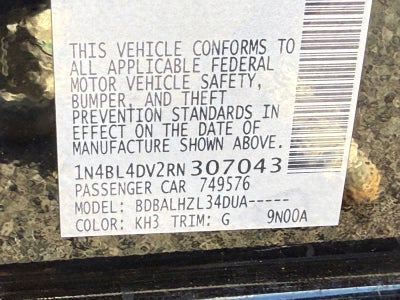 THIS VEHICLE CONFORMS TO
ALL APPLICABLE FEDERAL
MOTOR VEHICLE SAFETY,
BUMPER, AND THEFT
PREVENTION STANDARDS IN
EFFECT ON THE DATE OF
MANUFACTURE SHOWN ABOVE.
1N4BL4DV2RN307043
PASSENGER CAR 749576
MODEL: BDBALHZL34DUA-----
COLOR: KH3 TRIM: G 9N00A